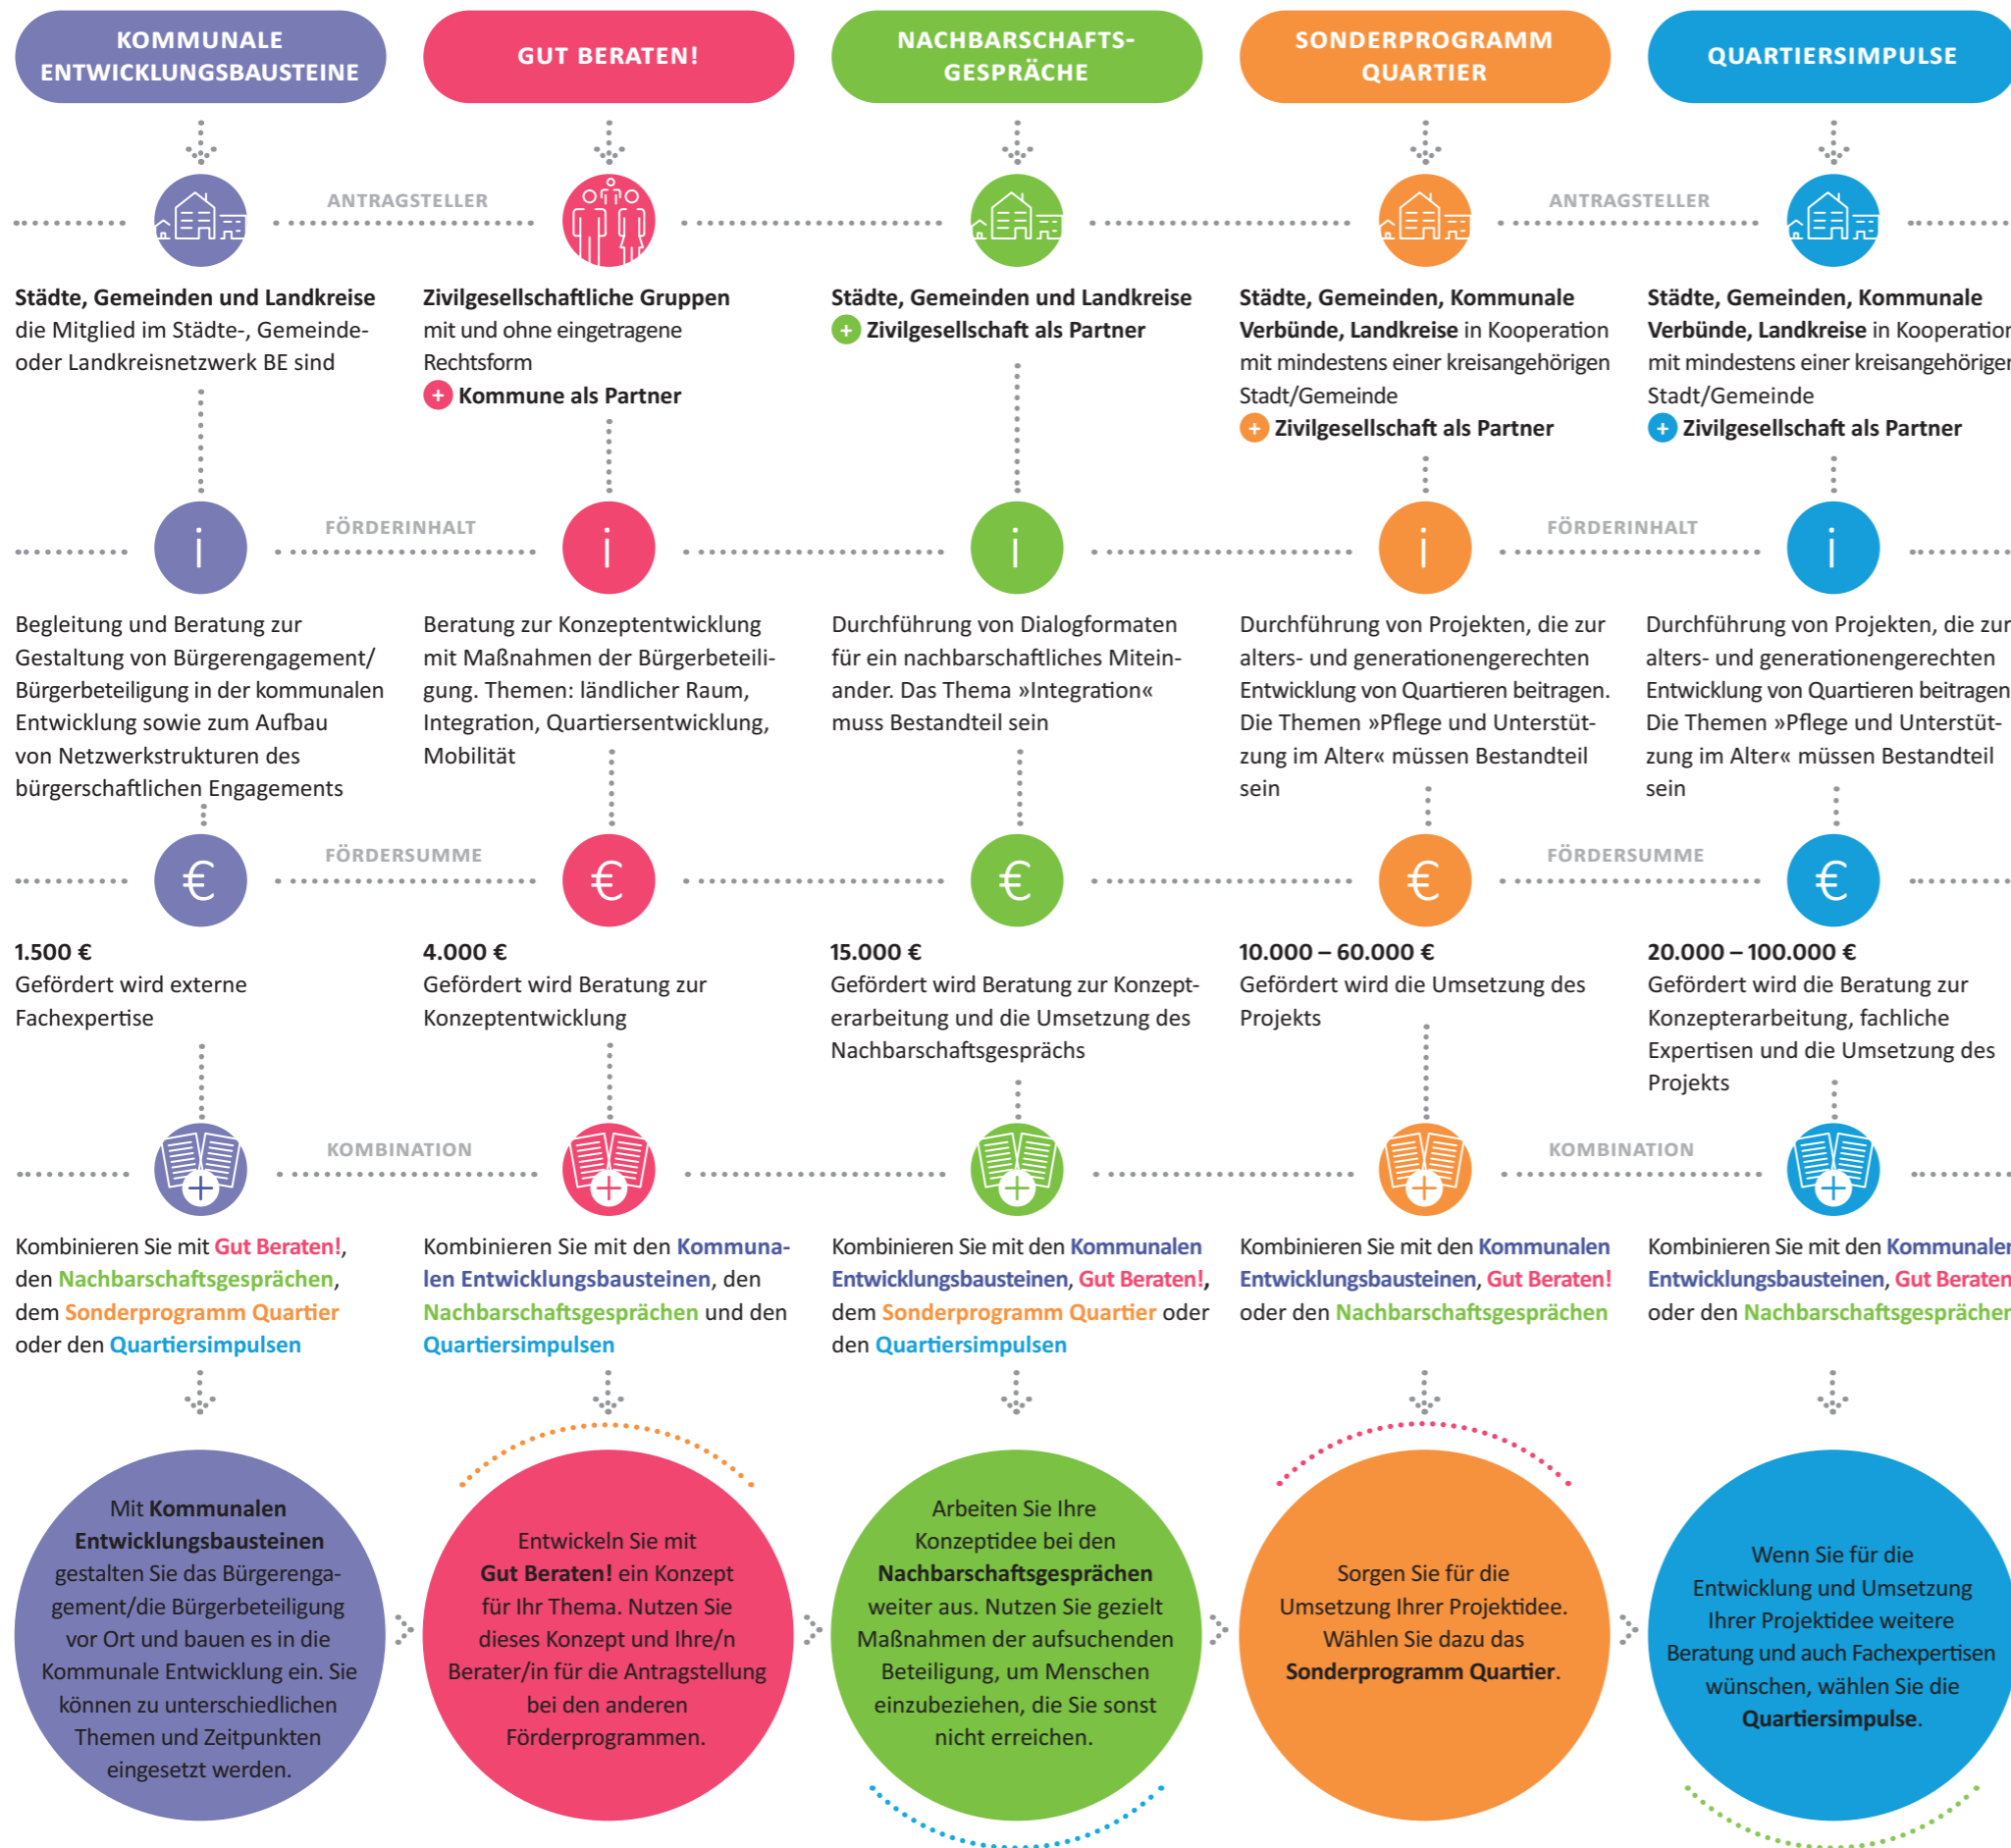 KOMMUNALE
ENTWICKLUNGSBAUSTEINE
GUT BERATEN!
NACHBARSCHAFTS-
GESPRÄCHE
SONDERPROGRAMM
QUARTIER
QUARTIERSIMPULSE
ANTRAGSTELLER
ANTRAGSTELLER
Städte, Gemeinden und Landkreise
die Mitglied im Städte-, Gemeinde-
oder Landkreisnetzwerk BE sind
Zivilgesellschaftliche Gruppen
mit und ohne eingetragene
Rechtsform
+ Kommune als Partner
Städte, Gemeinden und Landkreise
+ Zivilgesellschaft als Partner
Städte, Gemeinden, Kommunale
Verbünde, Landkreise in Kooperation
mit mindestens einer kreisangehörigen
Stadt/Gemeinde
+ Zivilgesellschaft als Partner
Städte, Gemeinden, Kommunale
Verbünde, Landkreise in Kooperation
mit mindestens einer kreisangehörigen
Stadt/Gemeinde
+ Zivilgesellschaft als Partner
i
FÖRDERINHALT
i
i
i
FÖRDERINHALT
i
Begleitung und Beratung zur
Gestaltung von Bürgerengagement/
Bürgerbeteiligung in der kommunalen
Entwicklung sowie zum Aufbau
von Netzwerkstrukturen des
bürgerschaftlichen Engagements
Beratung zur Konzeptentwicklung
mit Maßnahmen der Bürgerbeteili-
gung. Themen: ländlicher Raum,
Integration, Quartiersentwicklung,
Mobilität
Durchführung von Dialogformaten
für ein nachbarschaftliches Mitein-
ander. Das Thema »Integration«
muss Bestandteil sein
Durchführung von Projekten, die zur
alters- und generationengerechten
Entwicklung von Quartieren beitragen.
Die Themen »Pflege und Unterstüt-
zung im Alter« müssen Bestandteil
sein
Durchführung von Projekten, die zur
alters- und generationengerechten
Entwicklung von Quartieren beitragen
Die Themen »Pflege und Unterstüt-
zung im Alter« müssen Bestandteil
sein
€
FÖRDERSUMME
€
€
€
FÖRDERSUMME
€
1.500 €
Gefördert wird externe
Fachexpertise
4.000 €
Gefördert wird Beratung zur
Konzeptentwicklung
15.000 €
Gefördert wird Beratung zur Konzept-
erarbeitung und die Umsetzung des
Nachbarschaftsgesprächs
10.000 – 60.000 €
Gefördert wird die Umsetzung des
Projekts
20.000 – 100.000 €
Gefördert wird die Beratung zur
Konzepterarbeitung, fachliche
Expertisen und die Umsetzung des
Projekts
KOMBINATION
KOMBINATION
Kombinieren Sie mit Gut Beraten!,
den Nachbarschaftsgesprächen,
dem Sonderprogramm Quartier
oder den Quartiersimpulsen
Kombinieren Sie mit den Kommuna-
len Entwicklungsbausteinen, den
Nachbarschaftsgesprächen und den
Quartiersimpulsen
Kombinieren Sie mit den Kommunalen
Entwicklungsbausteinen, Gut Beraten!,
dem Sonderprogramm Quartier oder
den Quartiersimpulsen
Kombinieren Sie mit den Kommunalen
Entwicklungsbausteinen, Gut Beraten!
oder den Nachbarschaftsgesprächen
Kombinieren Sie mit den Kommunalen
Entwicklungsbausteinen, Gut Beraten
oder den Nachbarschaftsgesprächen
Mit Kommunalen
Entwicklungsbausteinen
gestalten Sie das Bürgerenga-
gement/die Bürgerbeteiligung
vor Ort und bauen es in die
Kommunale Entwicklung ein. Sie
können zu unterschiedlichen
Themen und Zeitpunkten
eingesetzt werden.
Entwickeln Sie mit
Gut Beraten! ein Konzept
für Ihr Thema. Nutzen Sie
dieses Konzept und Ihre/n
Berater/in für die Antragstellung
bei den anderen
Förderprogrammen.
Arbeiten Sie Ihre
Konzeptidee bei den
Nachbarschaftsgesprächen
weiter aus. Nutzen Sie gezielt
Maßnahmen der aufsuchenden
Beteiligung, um Menschen
einzubeziehen, die Sie sonst
nicht erreichen.
Sorgen Sie für die
Umsetzung Ihrer Projektidee.
Wählen Sie dazu das
Sonderprogramm Quartier.
Wenn Sie für die
Entwicklung und Umsetzung
Ihrer Projektidee weitere
Beratung und auch Fachexpertisen
wünschen, wählen Sie die
Quartiersimpulse.